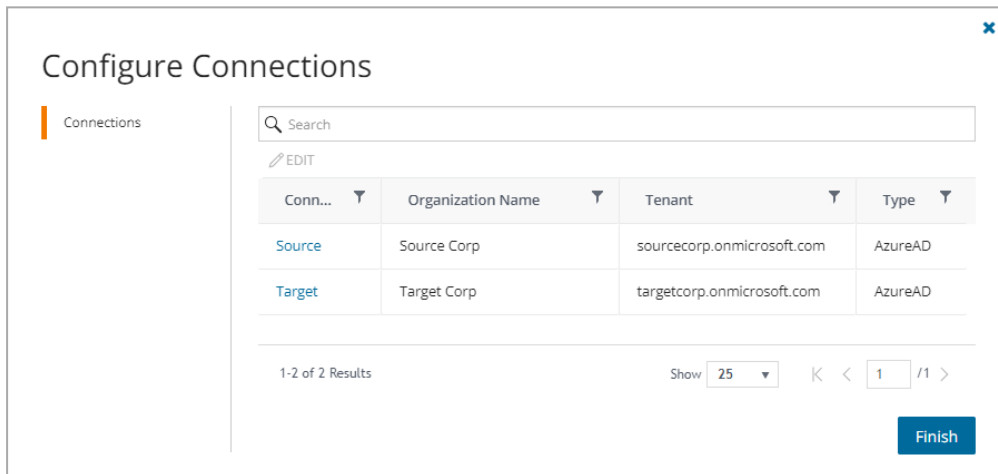 Configure Connections
Connections
Search
EDIT
Conn... Organization Name Tenant Type
Source Source Corp sourcecorp.onmicrosoft.com AzureAD
Target Target Corp targetcorp.onmicrosoft.com AzureAD
1-2 of 2 Results Show 25 1 /1
Finish